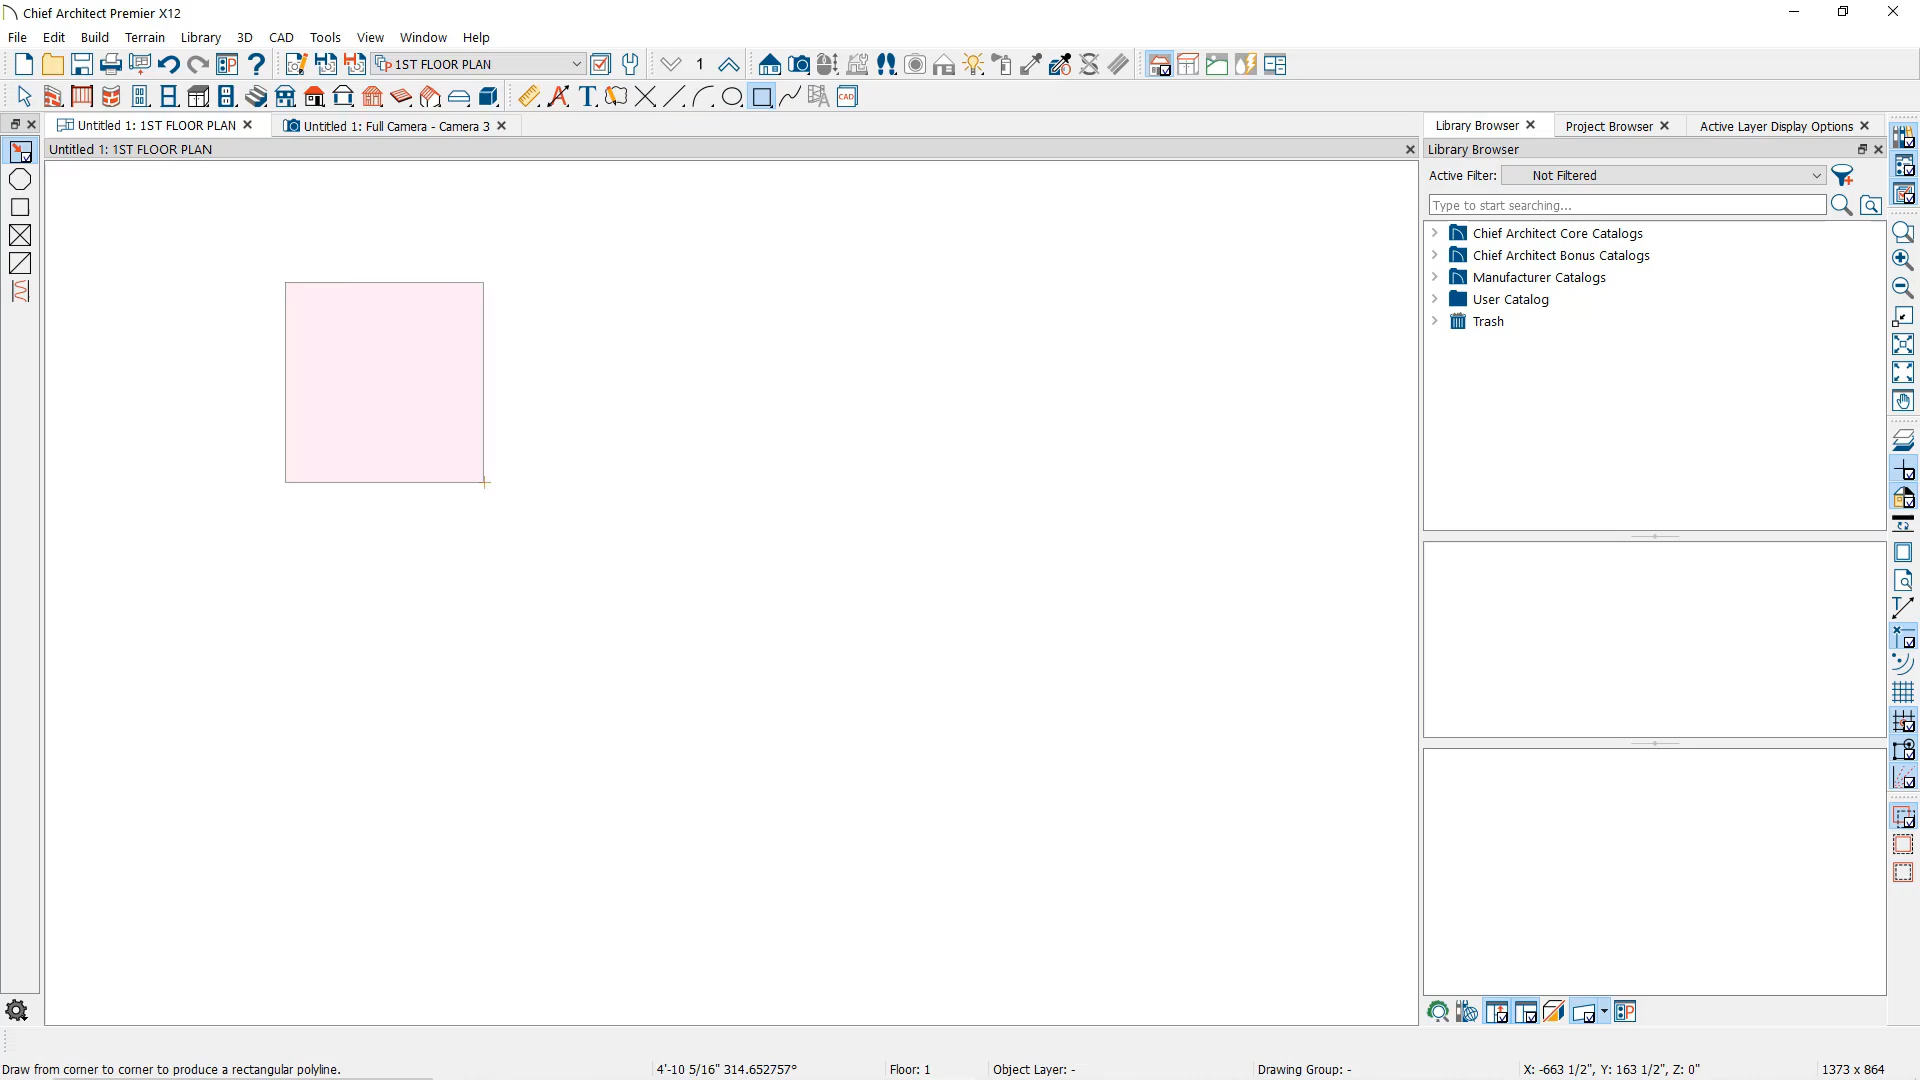 Chief Architect Premier X12
File Edit Build Terrain Library 3D CAD Tools View Window Help
1ST FLOOR PLAN 1
T CAD
Untitled 1: 1ST FLOOR PLAN Untitled 1: Full Camera - Camera 3 Library Browser Project Browser Active Layer Display Options
Untitled 1: 1ST FLOOR PLAN Library Browser
Active Filter: Not Filtered
Type to start searching...
Chief Architect Core Catalogs
Chief Architect Bonus Catalogs
Manufacturer Catalogs
User Catalog
Trash
Draw from corner to corner to produce a rectangular polyline. 4'-10 5/16" 314.652757° Floor: 1 Object Layer: - Drawing Group: - X: -663 1/2", Y: 163 1/2", Z: 0" 1373 x 864